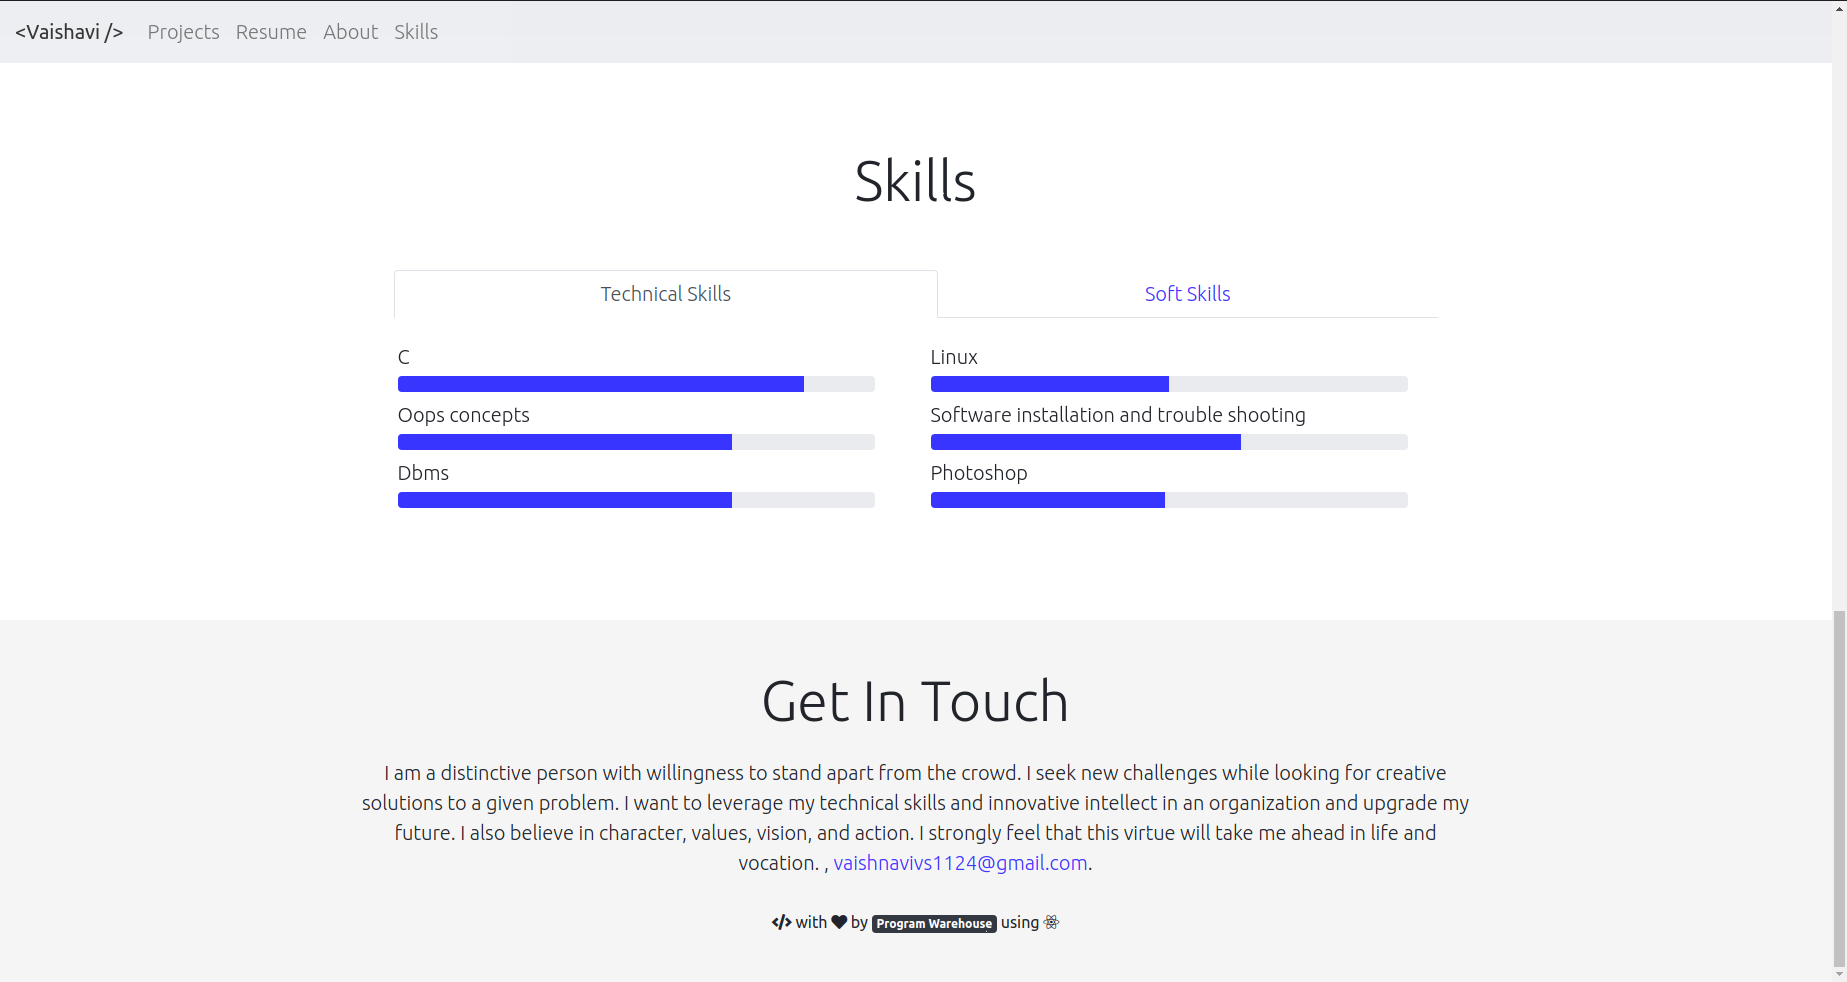 <Vaishavi /> Projects Resume About Skills
Skills
Technical Skills Soft Skills
C Linux
Oops concepts Software installation and trouble shooting
Dbms Photoshop
Get In Touch
I am a distinctive person with willingness to stand apart from the crowd. I seek new challenges while looking for creative
solutions to a given problem. I want to leverage my technical skills and innovative intellect in an organization and upgrade my
future. I also believe in character, values, vision, and action. I strongly feel that this virtue will take me ahead in life and
vocation. , vaishnavivs1124@gmail.com.
</> with ♥ by Program Warehouse using